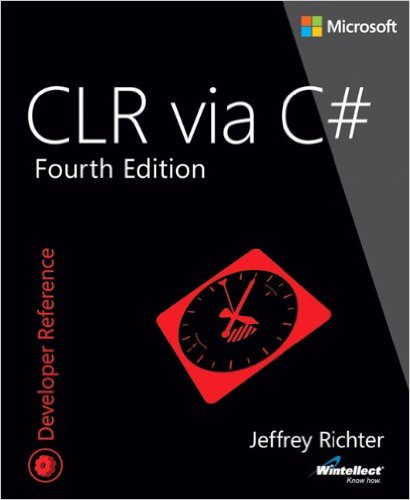 Microsoft
CLR via C#
Fourth Edition
Developer Reference
Jeffrey Richter
Wintellect
Know how.